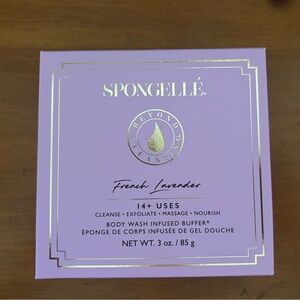 SPONGELLÉ®
BEYOND CLEANSING
French Lavender
14+ USES
CLEANSE • EXFOLIATE • MASSAGE • NOURISH
BODY WASH INFUSED BUFFER®
ÉPONGE DE CORPS INFUSÉE DE GEL DOUCHE
NET WT. 3 oz. / 85 g